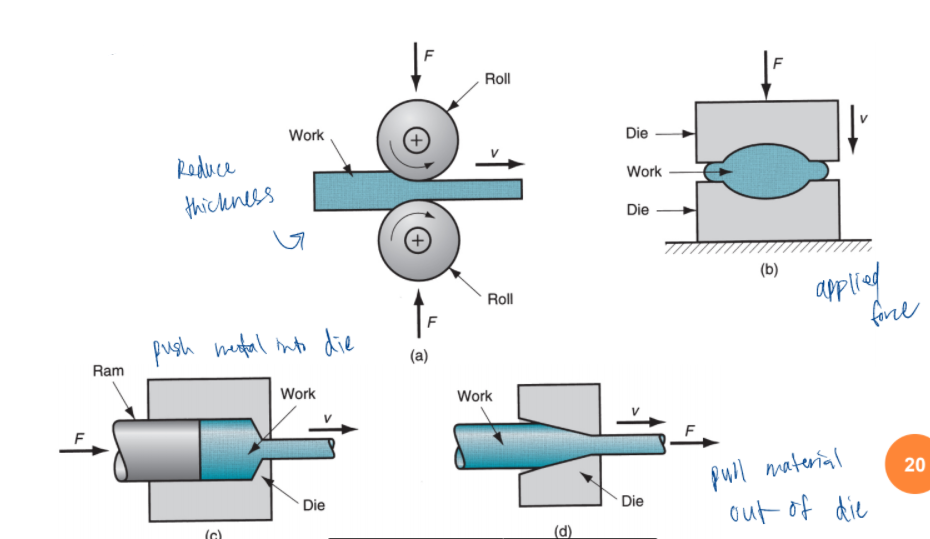 F
Roll
Work
v
Reduce
thickness
Roll
F
(a)
F
v
Die
Work
Die
(b)
applied
force
push metal into die
Ram
Work
v
F
Die
(c)
Work
v
F
Die
(d)
pull material
out of die
20